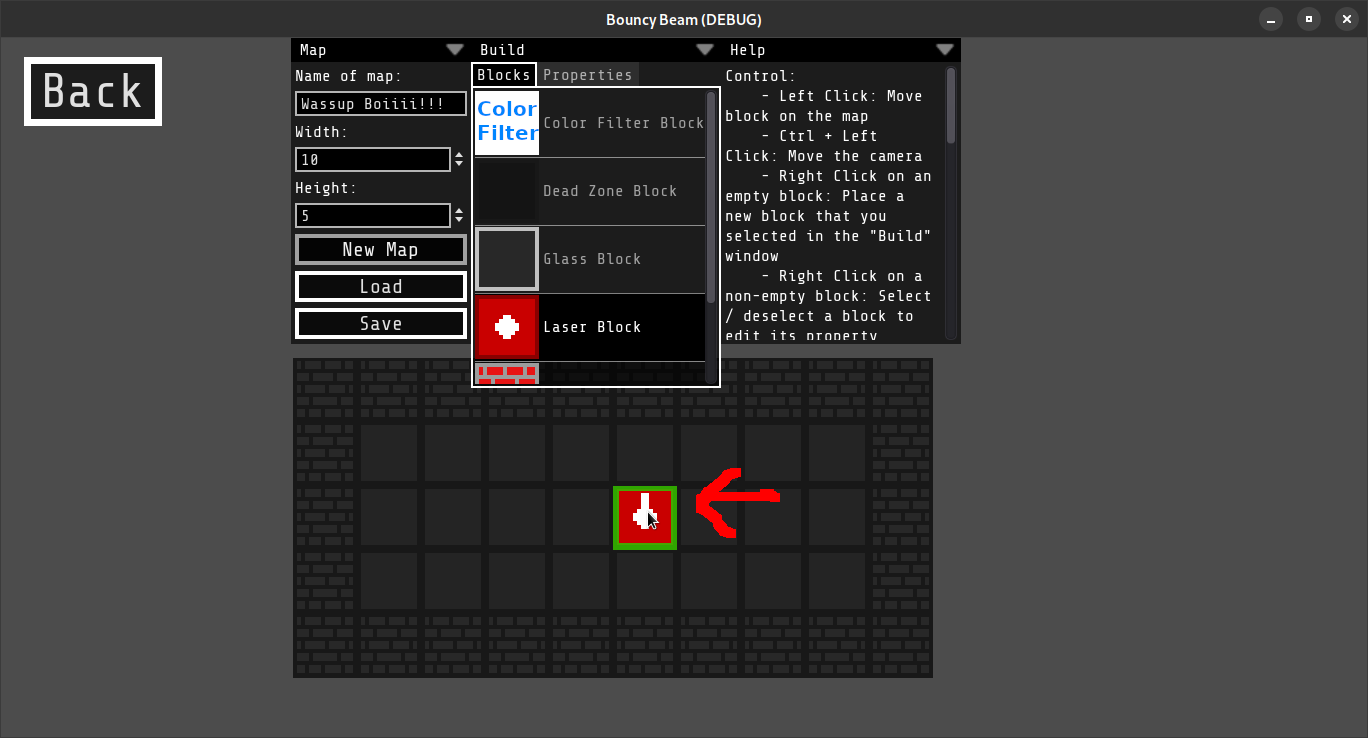 Bouncy Beam (DEBUG)
Back
Map
Name of map:
Wassup Boiiii!!!
Width:
10
Height:
5
New Map
Load
Save
Build
Blocks Properties
Color
Filter
Color Filter Block
Dead Zone Block
Glass Block
Laser Block
Help
Control:
- Left Click: Move
block on the map
- Ctrl + Left
Click: Move the camera
- Right Click on an
empty block: Place a
new block that you
selected in the "Build"
window
- Right Click on a
non-empty block: Select
/ deselect a block to
edit its property